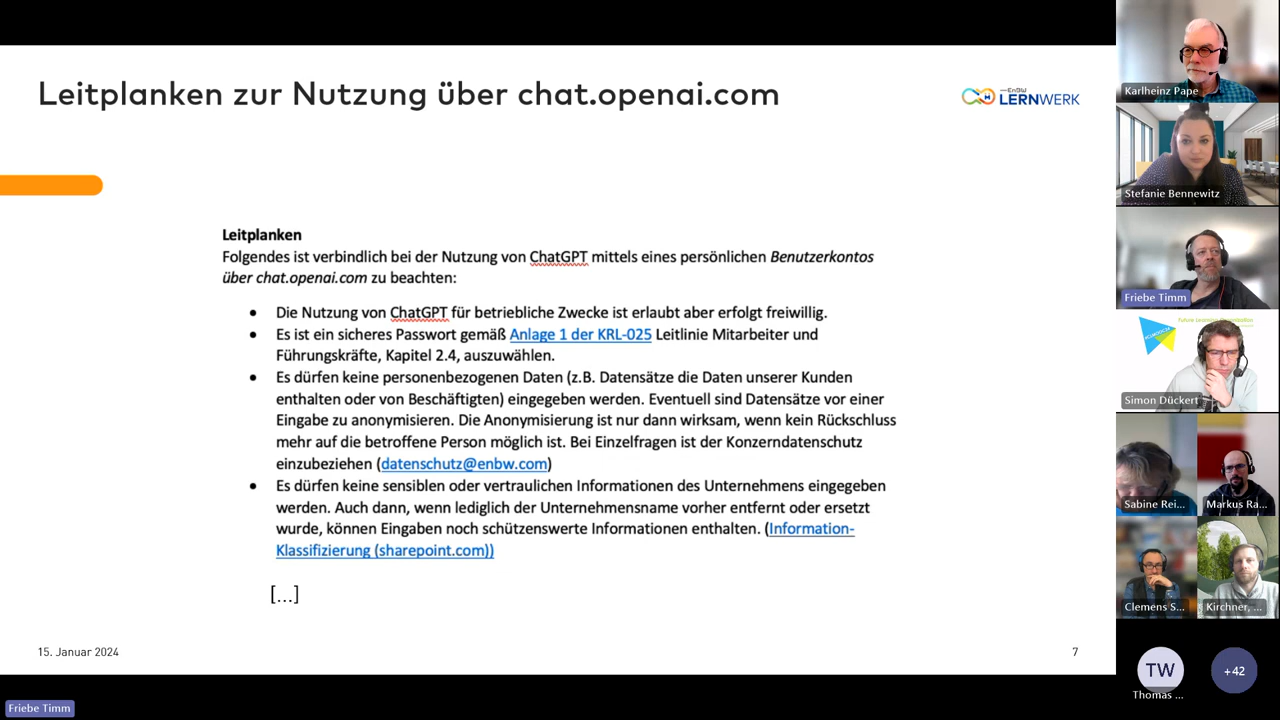 Leitplanken zur Nutzung über chat.openai.com
EnBW
LERNWERK
Leitplanken
Folgendes ist verbindlich bei der Nutzung von ChatGPT mittels eines persönlichen Benutzerkontos
über chat.openai.com zu beachten:
• Die Nutzung von ChatGPT für betriebliche Zwecke ist erlaubt aber erfolgt freiwillig.
• Es ist ein sicheres Passwort gemäß Anlage 1 der KRL-025 Leitlinie Mitarbeiter und
Führungskräfte, Kapitel 2.4, auszuwählen.
• Es dürfen keine personenbezogenen Daten (z.B. Datensätze die Daten unserer Kunden
enthalten oder von Beschäftigten) eingegeben werden. Eventuell sind Datensätze vor einer
Eingabe zu anonymisieren. Die Anonymisierung ist nur dann wirksam, wenn kein Rückschluss
mehr auf die betroffene Person möglich ist. Bei Einzelfragen ist der Konzerndatenschutz
einzubeziehen (datenschutz@enbw.com)
• Es dürfen keine sensiblen oder vertraulichen Informationen des Unternehmens eingegeben
werden. Auch dann, wenn lediglich der Unternehmensname vorher entfernt oder ersetzt
wurde, können Eingaben noch schützenswerte Informationen enthalten. (Information-
Klassifizierung (sharepoint.com))
[...]
15. Januar 2024
7
Friebe Timm
Karlheinz Pape
Stefanie Bennewitz
Friebe Timm
Simon Dückert
Sabine Rei...
Markus Ra...
Clemens S...
Kirchner, ...
TW
Thomas ...
+42